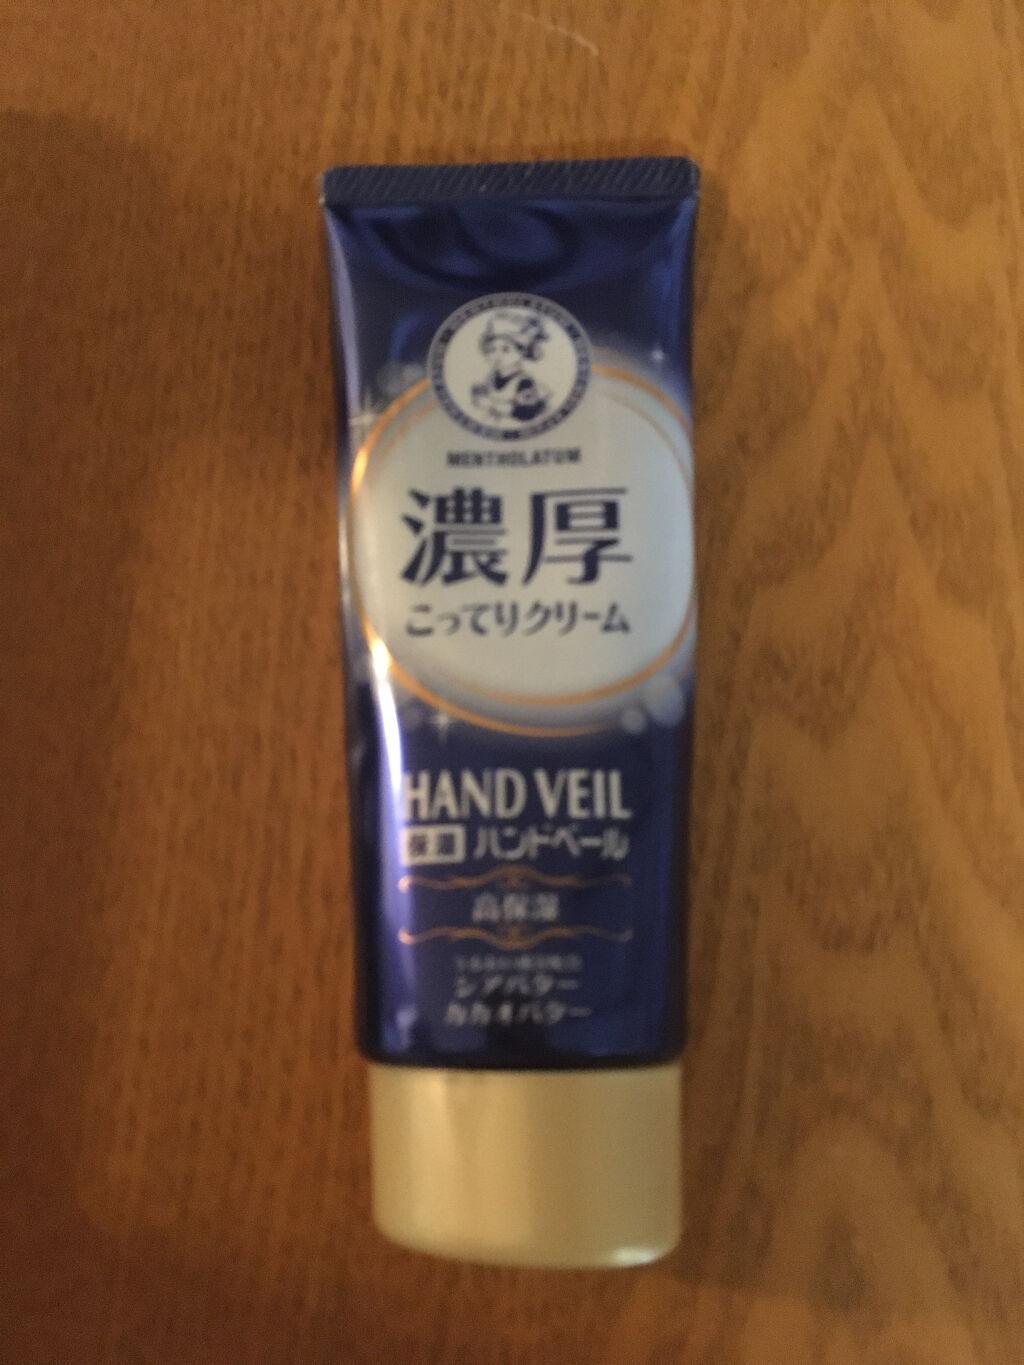 MENTHOLATUM
濃厚
こってりクリーム
HAND VEIL
保湿 ハンドベール
高保湿
シアバター
カカオバター